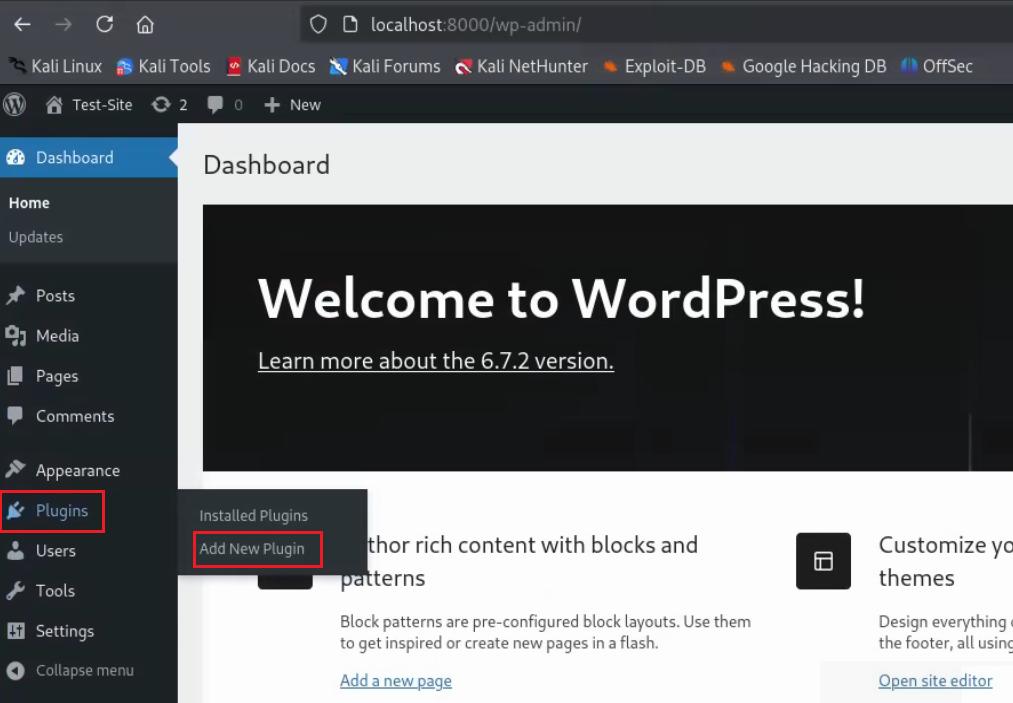 localhost:8000/wp-admin/
Kali Linux Kali Tools Kali Docs Kali Forums Kali NetHunter Exploit-DB Google Hacking DB OffSec
Test-Site 2 0 New
Dashboard
Home
Updates
Posts
Media
Pages
Comments
Appearance
Plugins
Users
Tools
Settings
Collapse menu
Installed Plugins
Add New Plugin
Dashboard
Welcome to WordPress!
Learn more about the 6.7.2 version.
thor rich content with blocks and
patterns
Block patterns are pre-configured block layouts. Use them
to get inspired or create new pages in a flash.
Add a new page
Customize yo
themes
Design everything
the footer, all using
Open site editor